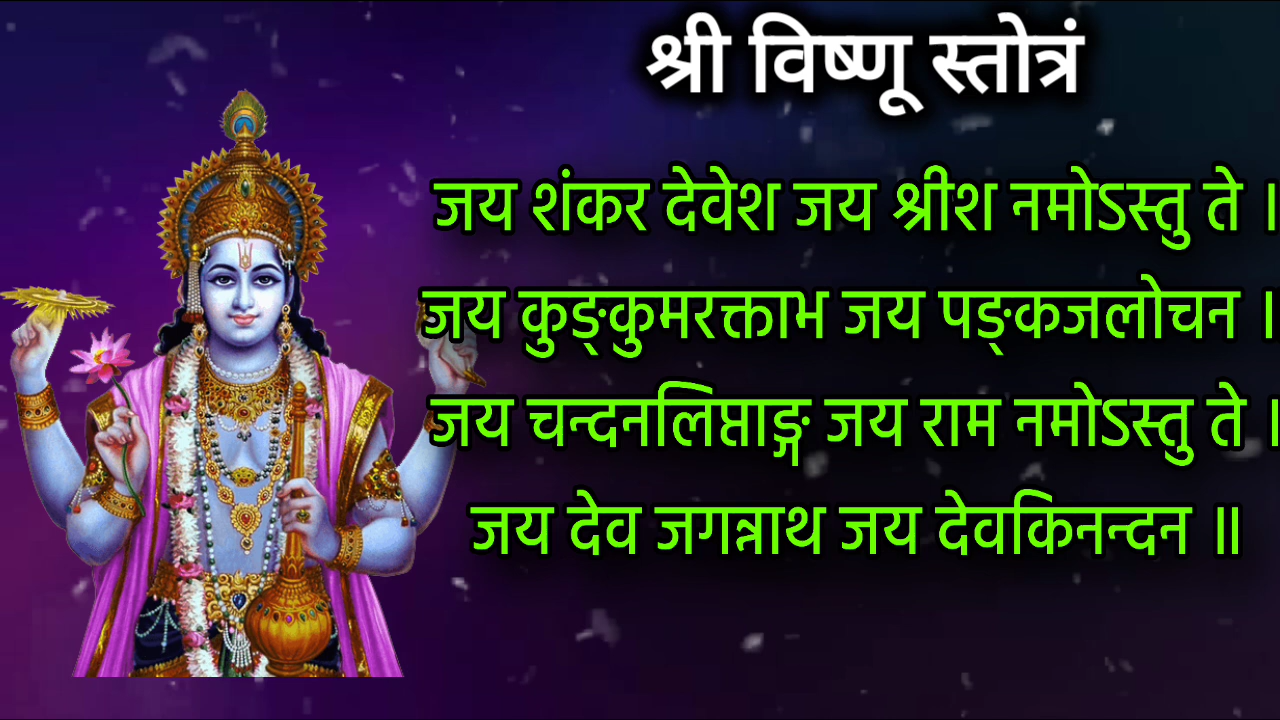 श्री विष्णू स्तोत्रं
जय शंकर देवेश जय श्रीश नमोऽस्तु ते ।
जय कुङ्कुमरक्ताभ जय पङ्कजलोचन ।
जय चन्दनलिप्ताङ्ग जय राम नमोऽस्तु ते ।
जय देव जगन्नाथ जय देवकिनन्दन ॥